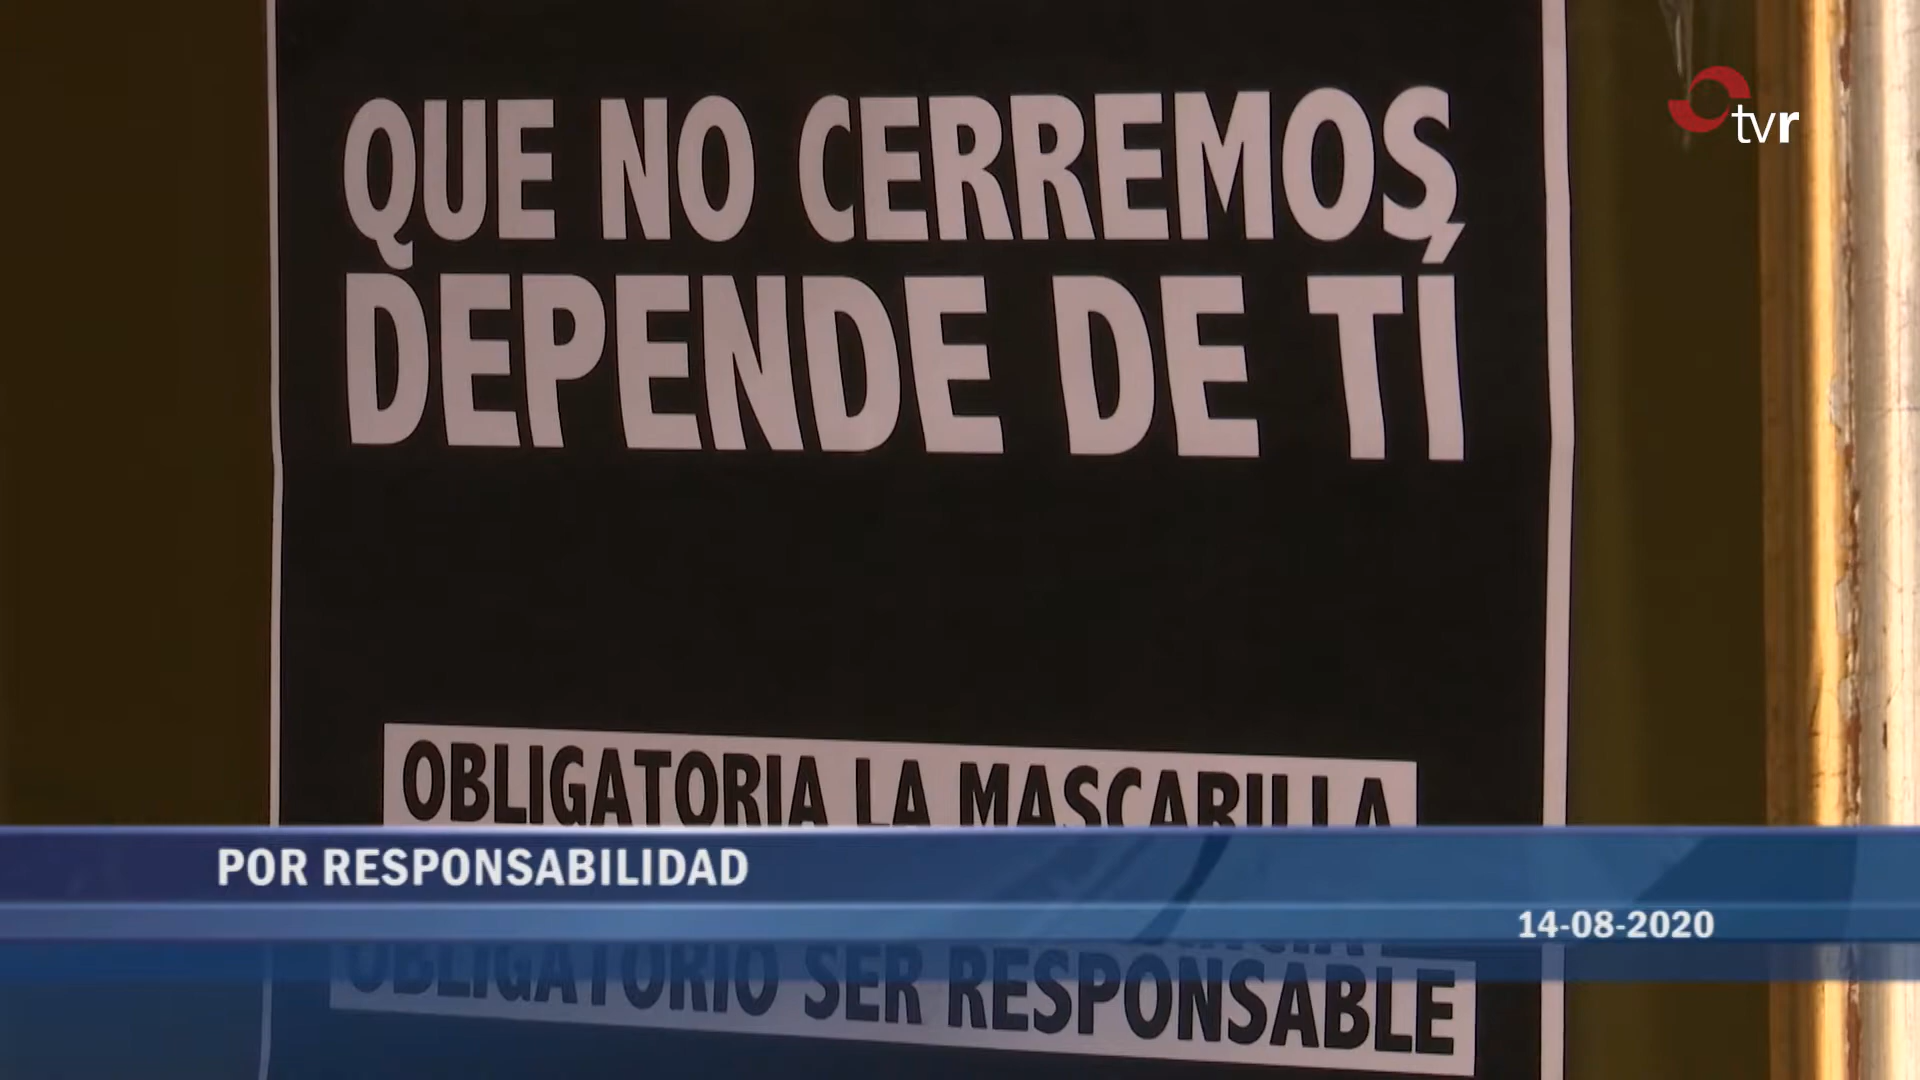 QUE NO CERREMOS,
DEPENDE DE TÍ
OBLIGATORIA LA MASCARILLA
OBLIGATORIO SER RESPONSABLE
POR RESPONSABILIDAD
14-08-2020
tvr